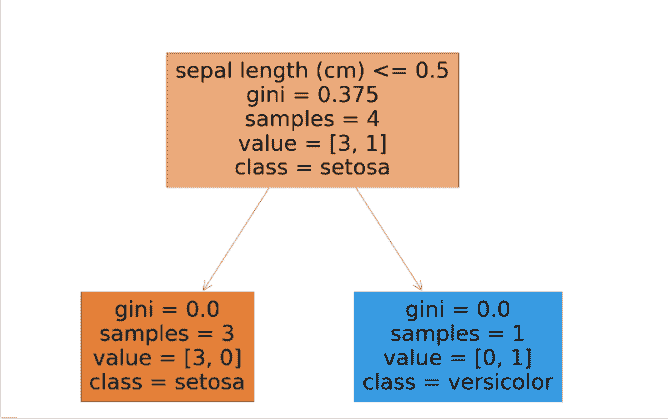 sepal length (cm) <= 0.5
gini = 0.375
samples = 4
value = [3, 1]
class = setosa
gini = 0.0
samples = 3
value = [3, 0]
class = setosa
gini = 0.0
samples = 1
value = [0, 1]
class = versicolor